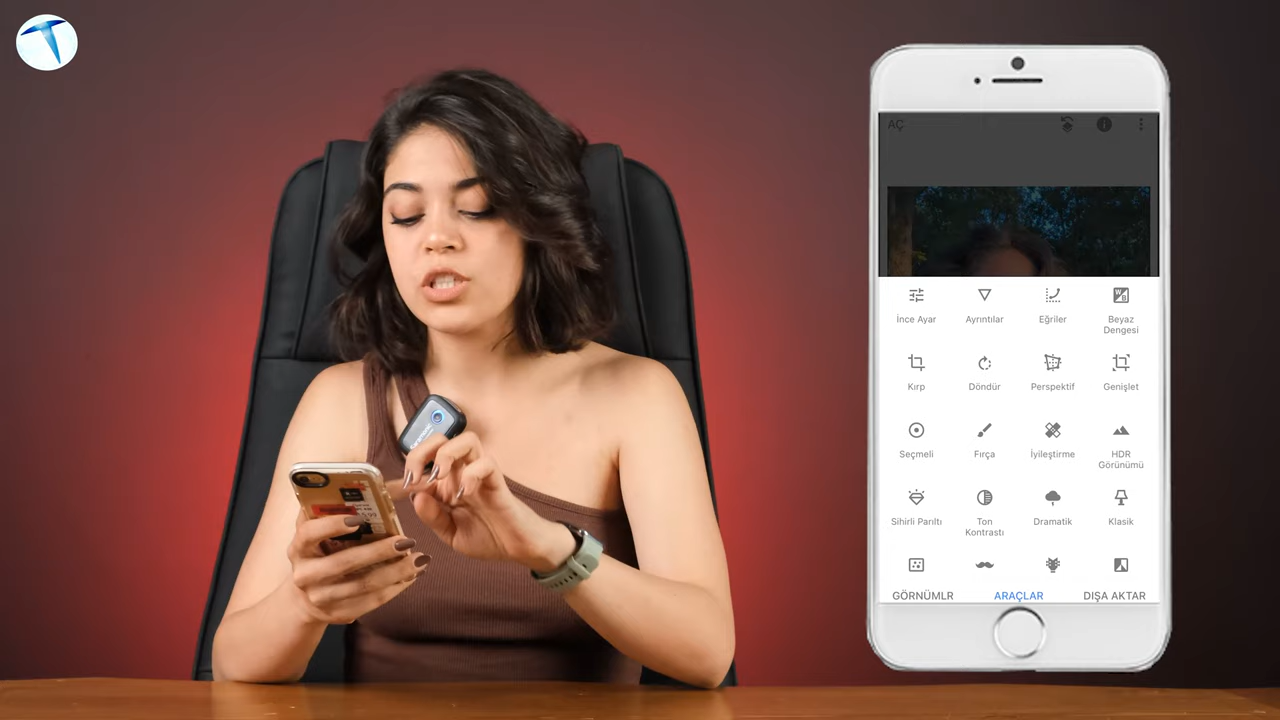 AÇ
İnce Ayar
Ayrıntılar
Eğriler
Beyaz
Dengesi
Kırp
Döndür
Perspektif
Genişlet
Seçmeli
Fırça
İyileştirme
HDR
Görünümü
Sihirli Parıltı
Ton
Kontrastı
Dramatik
Klasik
GÖRNÜMLR
ARAÇLAR
DIŞA AKTAR
Saramonic